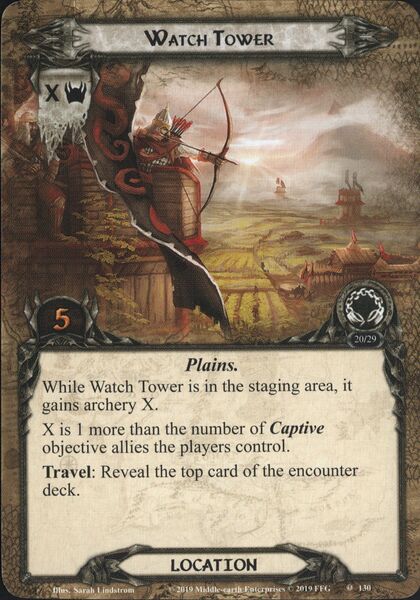 Watch Tower
X
5
20/29
Plains.
While Watch Tower is in the staging area, it
gains archery X.
X is 1 more than the number of Captive
objective allies the players control.
Travel: Reveal the top card of the encounter
deck.
LOCATION
Illus. Sarah Lindstrom
© 2019 Middle-earth Enterprises © 2019 FFG
130